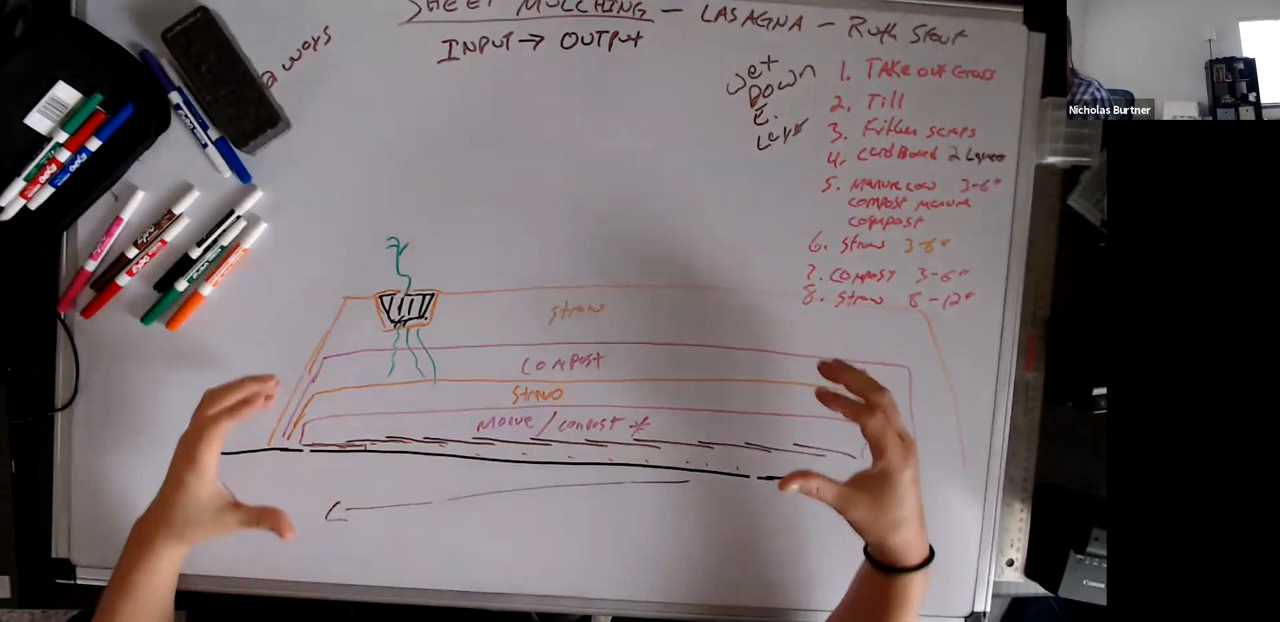 SHEET MULCHING - LASAGNA - Ruth Stout
INPUT → OUTPUT
wet
Down
E.
Layer
1. TAKE out Grass
2. Till
3. Kitchen scraps
4. CardBoard 2 Layers
5. Manure cow 3-6"
compost manure
compost
6. Straw 3-6"
7. COMPOST 3-6"
8. Straw 8-12"
Straw
COMPOST
Straw
/ compost *
Nicholas Burtner
EXPO
Canon